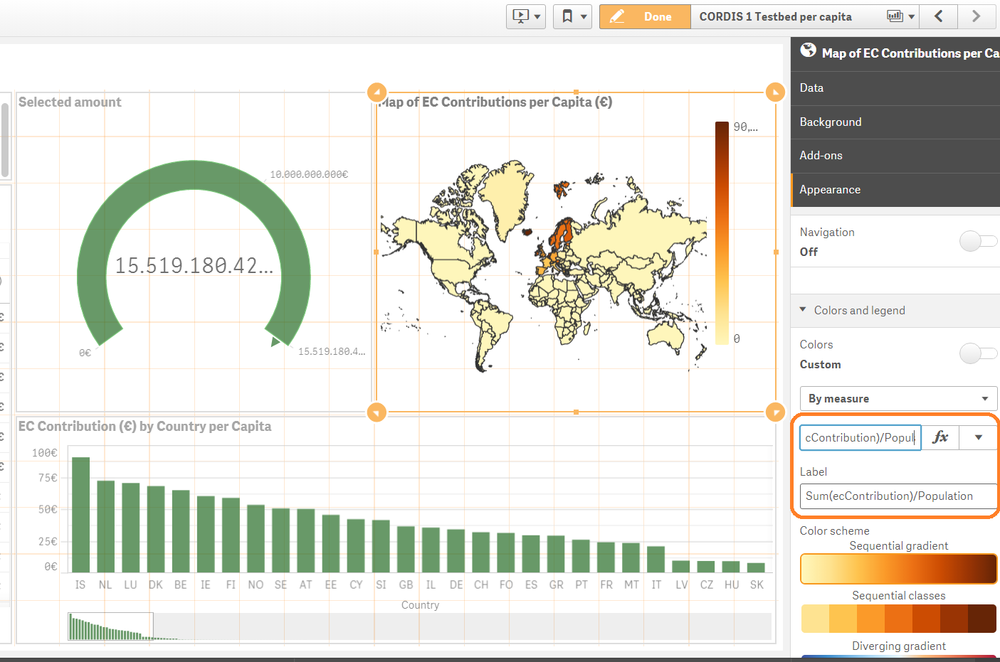 Done
CORDIS 1 Testbed per capita
Map of EC Contributions per Ca
Data
Background
Add-ons
Appearance
Navigation
Off
Colors and legend
Colors
Custom
By measure
cContribution)/Popul
fx
Label
Sum(ecContribution)/Population
Color scheme
Sequential gradient
Sequential classes
Diverging gradient
Selected amount
10.000.000.000€
15.519.180.42...
0€
15.519.180.4...
Map of EC Contributions per Capita (€)
90,...
0
EC Contribution (€) by Country per Capita
100€
75€
50€
25€
0€
IS NL LU DK BE IE FI NO SE AT EE CY SI GB IL DE CH FO ES GR PT FR MT IT LV CZ HU SK
Country